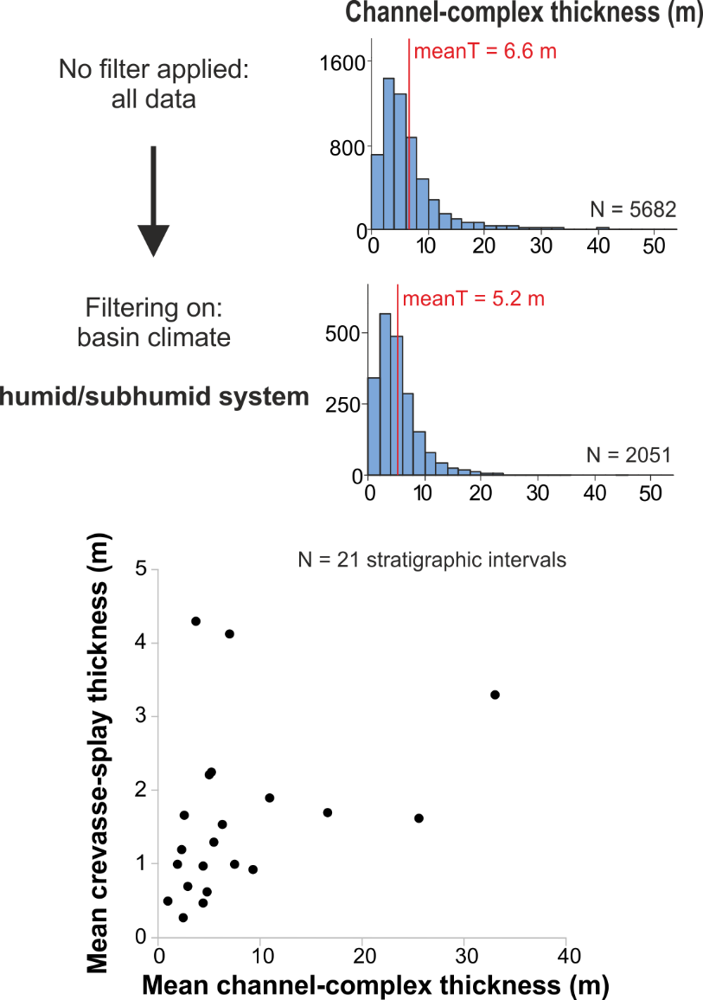 Channel-complex thickness (m)
No filter applied:
all data
meanT = 6.6 m
1600
800
0
N = 5682
0 10 20 30 40 50
Filtering on:
basin climate
humid/subhumid system
meanT = 5.2 m
500
250
0
N = 2051
0 10 20 30 40 50
N = 21 stratigraphic intervals
Mean crevasse-splay thickness (m)
5
4
3
2
1
0
0 10 20 30 40
Mean channel-complex thickness (m)